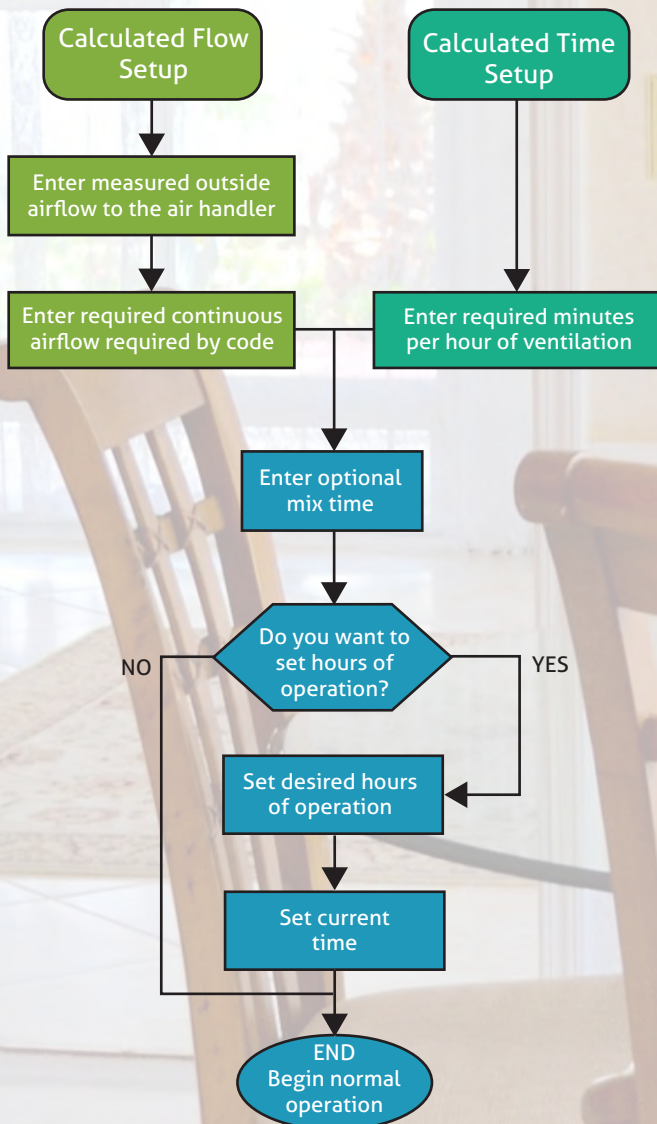 Calculated Flow
Setup
Calculated Time
Setup
Enter measured outside
airflow to the air handler
Enter required continuous
airflow required by code
Enter required minutes
per hour of ventilation
Enter optional
mix time
Do you want to
set hours of
operation?
NO
YES
Set desired hours
of operation
Set current
time
END
Begin normal
operation